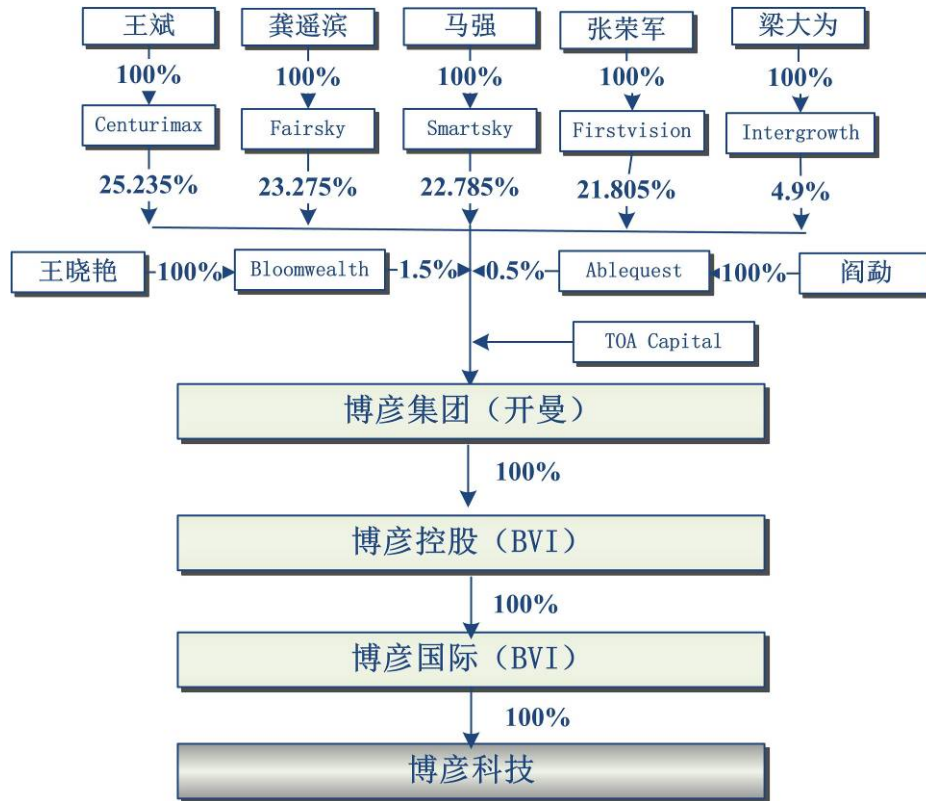 王斌 龚遥滨 马强 张荣军 梁大为
100% 100% 100% 100% 100%
Centurimax Fairsky Smartsky Firstvision Intergrowth
25.235% 23.275% 22.785% 21.805% 4.9%
王晓艳 100% Bloomwealth 1.5% 0.5% Ablequest 100% 阎勐
TOA Capital
博彦集团（开曼）
100%
博彦控股（BVI）
100%
博彦国际（BVI）
100%
博彦科技